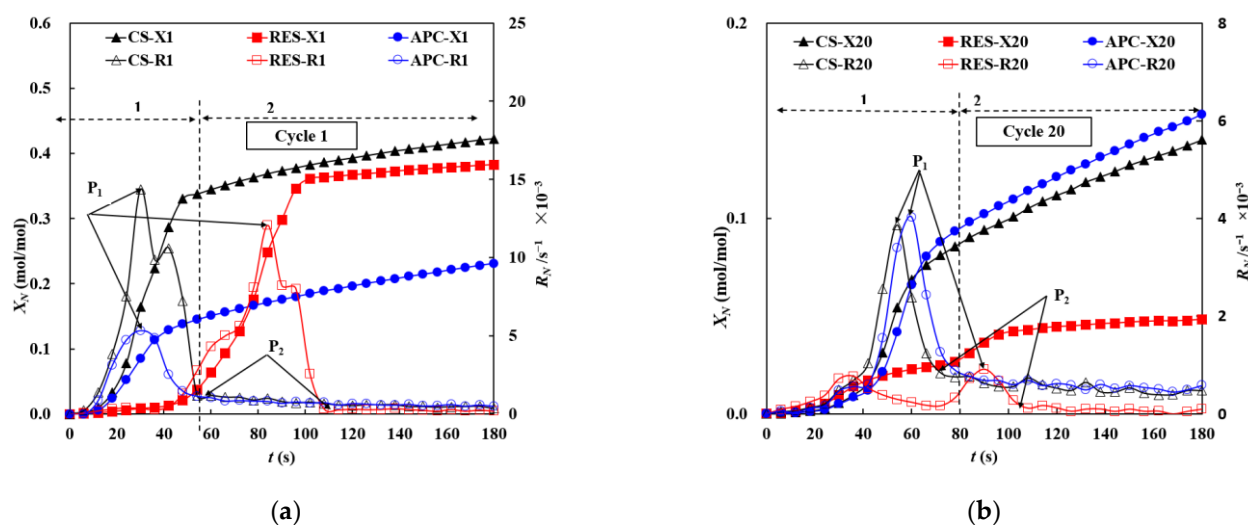 0.6
0.5
0.4
0.3
0.2
0.1
0.0
X_N (mol/mol)
CS-X1 RES-X1 APC-X1
CS-R1 RES-R1 APC-R1
1 2
Cycle 1
P₁
P₂
25
20
15
10
5
0
R_N/s⁻¹ ×10⁻³
0 20 40 60 80 100 120 140 160 180
t (s)
(a)
0.2
0.1
0.0
X_N (mol/mol)
CS-X20 RES-X20 APC-X20
CS-R20 RES-R20 APC-R20
1 2
Cycle 20
P₁
P₂
8
6
4
2
0
R_N/s⁻¹ ×10⁻³
0 20 40 60 80 100 120 140 160 180
t (s)
(b)